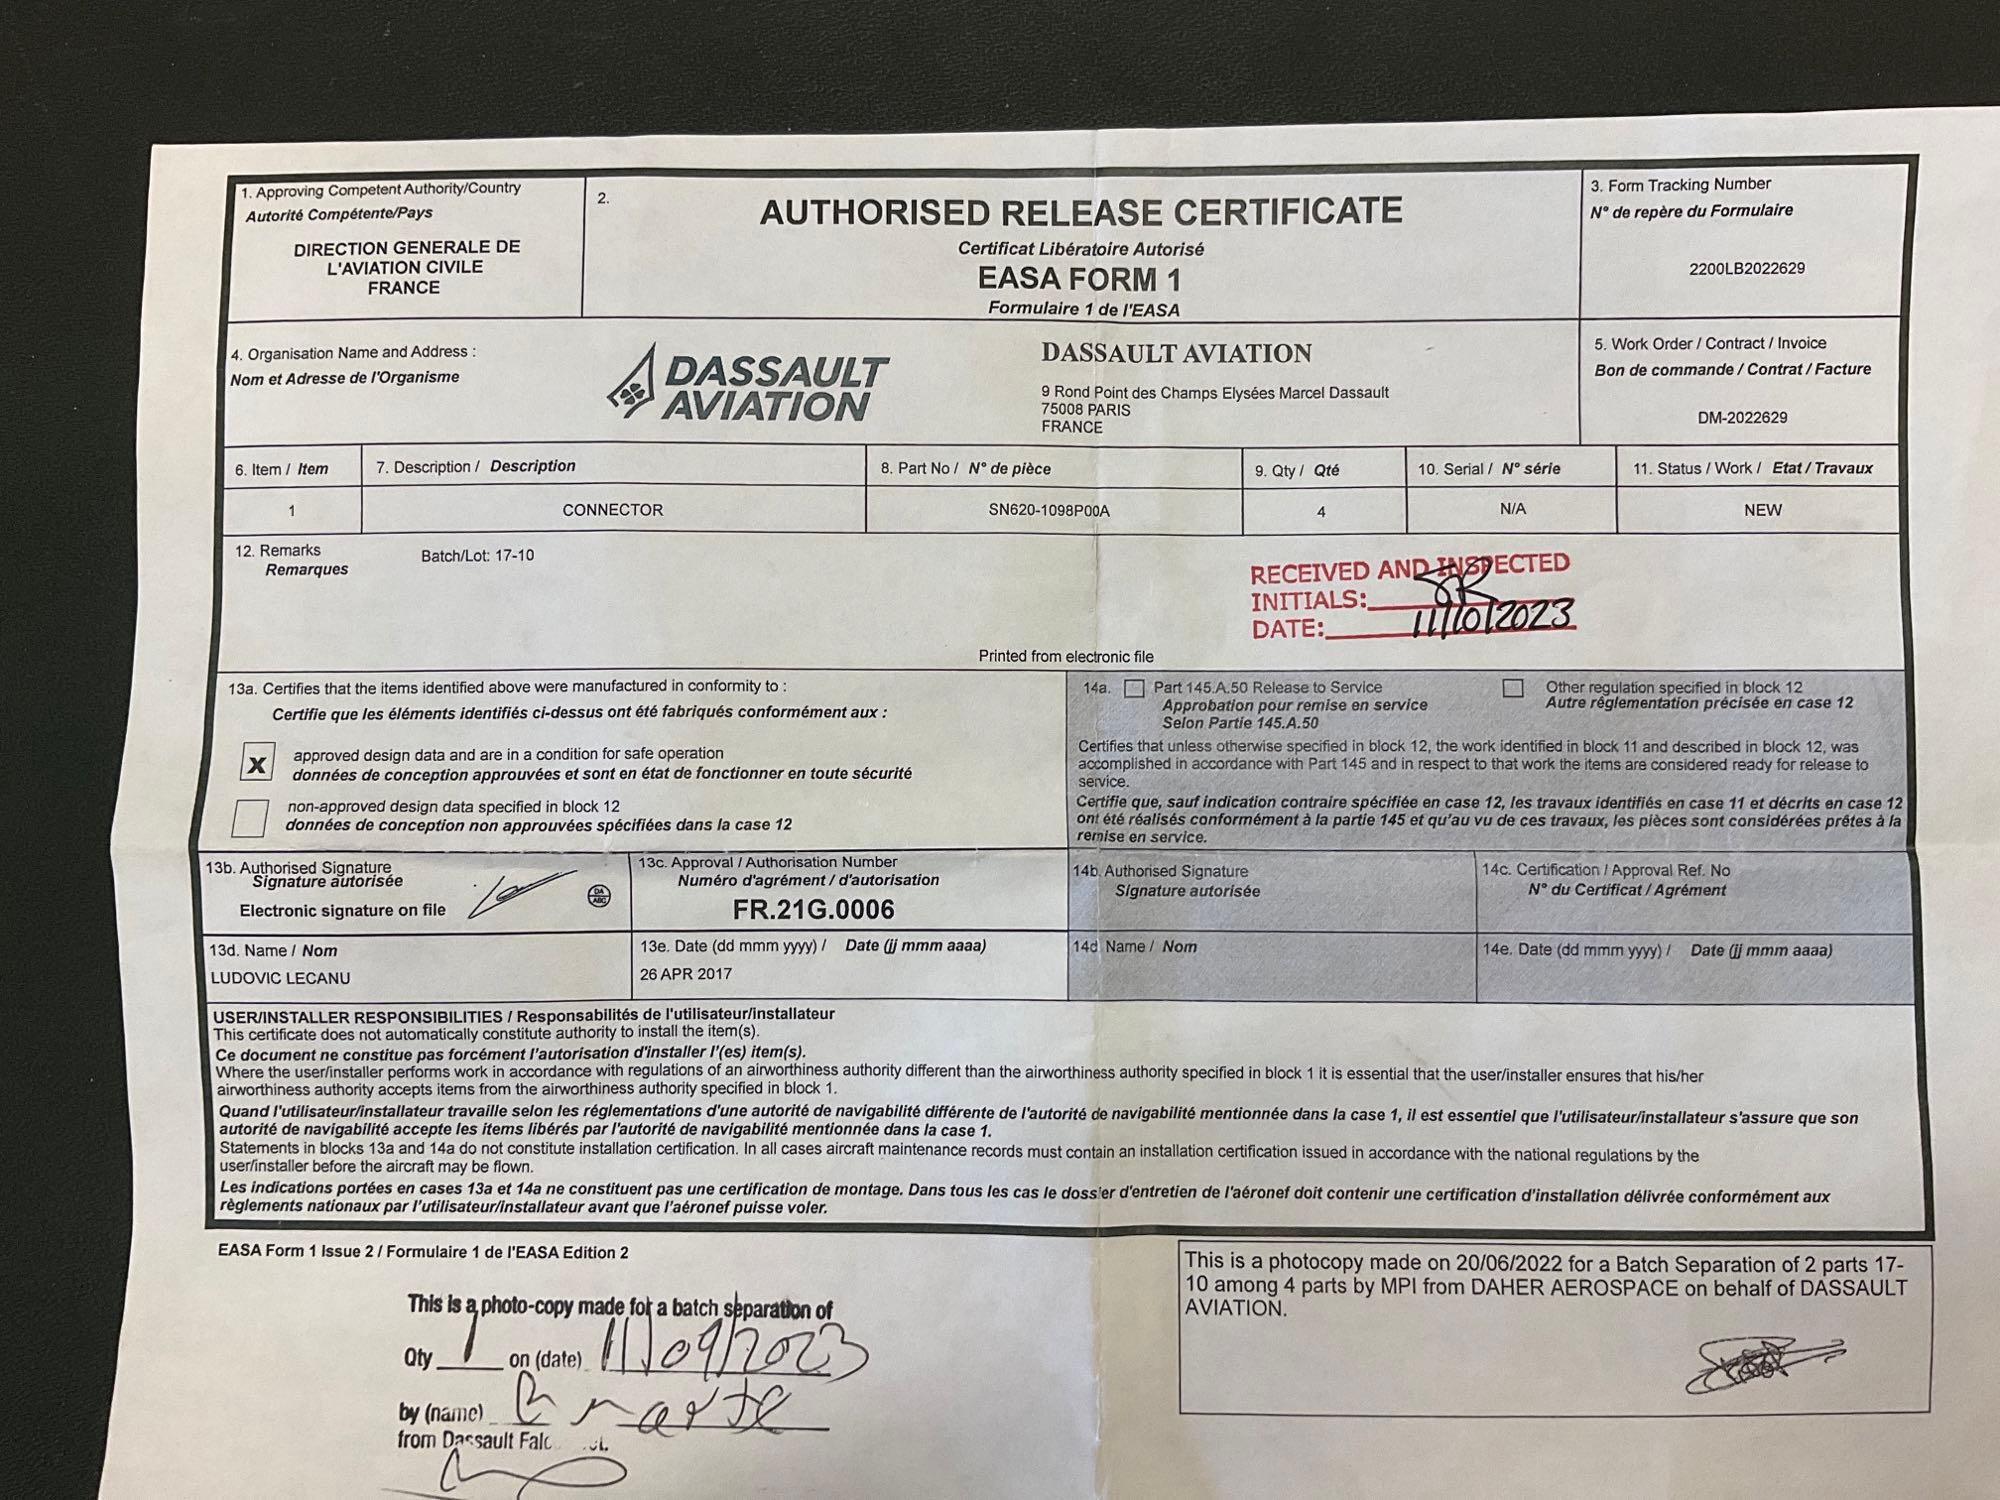 1. Approving Competent Authority/Country
Autorité Compétente/Pays
DIRECTION GENERALE DE
L'AVIATION CIVILE
FRANCE
2.
AUTHORISED RELEASE CERTIFICATE
Certificat Libératoire Autorisé
EASA FORM 1
Formulaire 1 de l'EASA
3. Form Tracking Number
N° de repère du Formulaire
2200LB2022629
4. Organisation Name and Address :
Nom et Adresse de l'Organisme
DASSAULT
AVIATION
DASSAULT AVIATION
9 Rond Point des Champs Elysées Marcel Dassault
75008 PARIS
FRANCE
5. Work Order / Contract / Invoice
Bon de commande / Contrat / Facture
DM-2022629
6. Item / Item
7. Description / Description
8. Part No / N° de pièce
9. Qty / Qté
10. Serial / N° série
11. Status / Work / Etat / Travaux
1
CONNECTOR
SN620-1098P00A
4
N/A
NEW
12. Remarks
Remarques
Batch/Lot: 17-10
RECEIVED AND INSPECTED
INITIALS:
DATE: 11/10/2023
Printed from electronic file
13a. Certifies that the items identified above were manufactured in conformity to :
Certifie que les éléments identifiés ci-dessus ont été fabriqués conformément aux :
X
approved design data and are in a condition for safe operation
données de conception approuvées et sont en état de fonctionner en toute sécurité
non-approved design data specified in block 12
données de conception non approuvées spécifiées dans la case 12
14a. Part 145.A.50 Release to Service
Approbation pour remise en service
Selon Partie 145.A.50
Other regulation specified in block 12
Autre réglementation précisée en case 12
Certifies that unless otherwise specified in block 12, the work identified in block 11 and described in block 12, was
accomplished in accordance with Part 145 and in respect to that work the items are considered ready for release to
service.
Certifie que, sauf indication contraire spécifiée en case 12, les travaux identifiés en case 11 et décrits en case 12
ont été réalisés conformément à la partie 145 et qu'au vu de ces travaux, les pièces sont considérées prêtes à la
remise en service.
13b. Authorised Signature
Signature autorisée
Electronic signature on file
13c. Approval / Authorisation Number
Numéro d'agrément / d'autorisation
FR.21G.0006
14b. Authorised Signature
Signature autorisée
14c. Certification / Approval Ref. No
N° du Certificat / Agrément
13d. Name / Nom
LUDOVIC LECANU
13e. Date (dd mmm yyyy) / Date (jj mmm aaaa)
26 APR 2017
14d Name / Nom
14e. Date (dd mmm yyyy) / Date (jj mmm aaaa)
USER/INSTALLER RESPONSIBILITIES / Responsabilités de l'utilisateur/installateur
This certificate does not automatically constitute authority to install the item(s).
Ce document ne constitue pas forcément l'autorisation d'installer l'(es) item(s).
Where the user/installer performs work in accordance with regulations of an airworthiness authority different than the airworthiness authority specified in block 1 it is essential that the user/installer ensures that his/her
airworthiness authority accepts items from the airworthiness authority specified in block 1.
Quand l'utilisateur/installateur travaille selon les réglementations d'une autorité de navigabilité différente de l'autorité de navigabilité mentionnée dans la case 1, il est essentiel que l'utilisateur/installateur s'assure que son
autorité de navigabilité accepte les items libérés par l'autorité de navigabilité mentionnée dans la case 1.
Statements in blocks 13a and 14a do not constitute installation certification. In all cases aircraft maintenance records must contain an installation certification issued in accordance with the national regulations by the
user/installer before the aircraft may be flown.
Les indications portées en cases 13a et 14a ne constituent pas une certification de montage. Dans tous les cas le dossier d'entretien de l'aéronef doit contenir une certification d'installation délivrée conformément aux
règlements nationaux par l'utilisateur/installateur avant que l'aéronef puisse voler.
EASA Form 1 Issue 2 / Formulaire 1 de l'EASA Edition 2
This is a photo-copy made for a batch separation of
Qty 1 on (date) 11/09/2023
by (name)
from Dassault
This is a photocopy made on 20/06/2022 for a Batch Separation of 2 parts 17-
10 among 4 parts by MPI from DAHER AEROSPACE on behalf of DASSAULT
AVIATION.